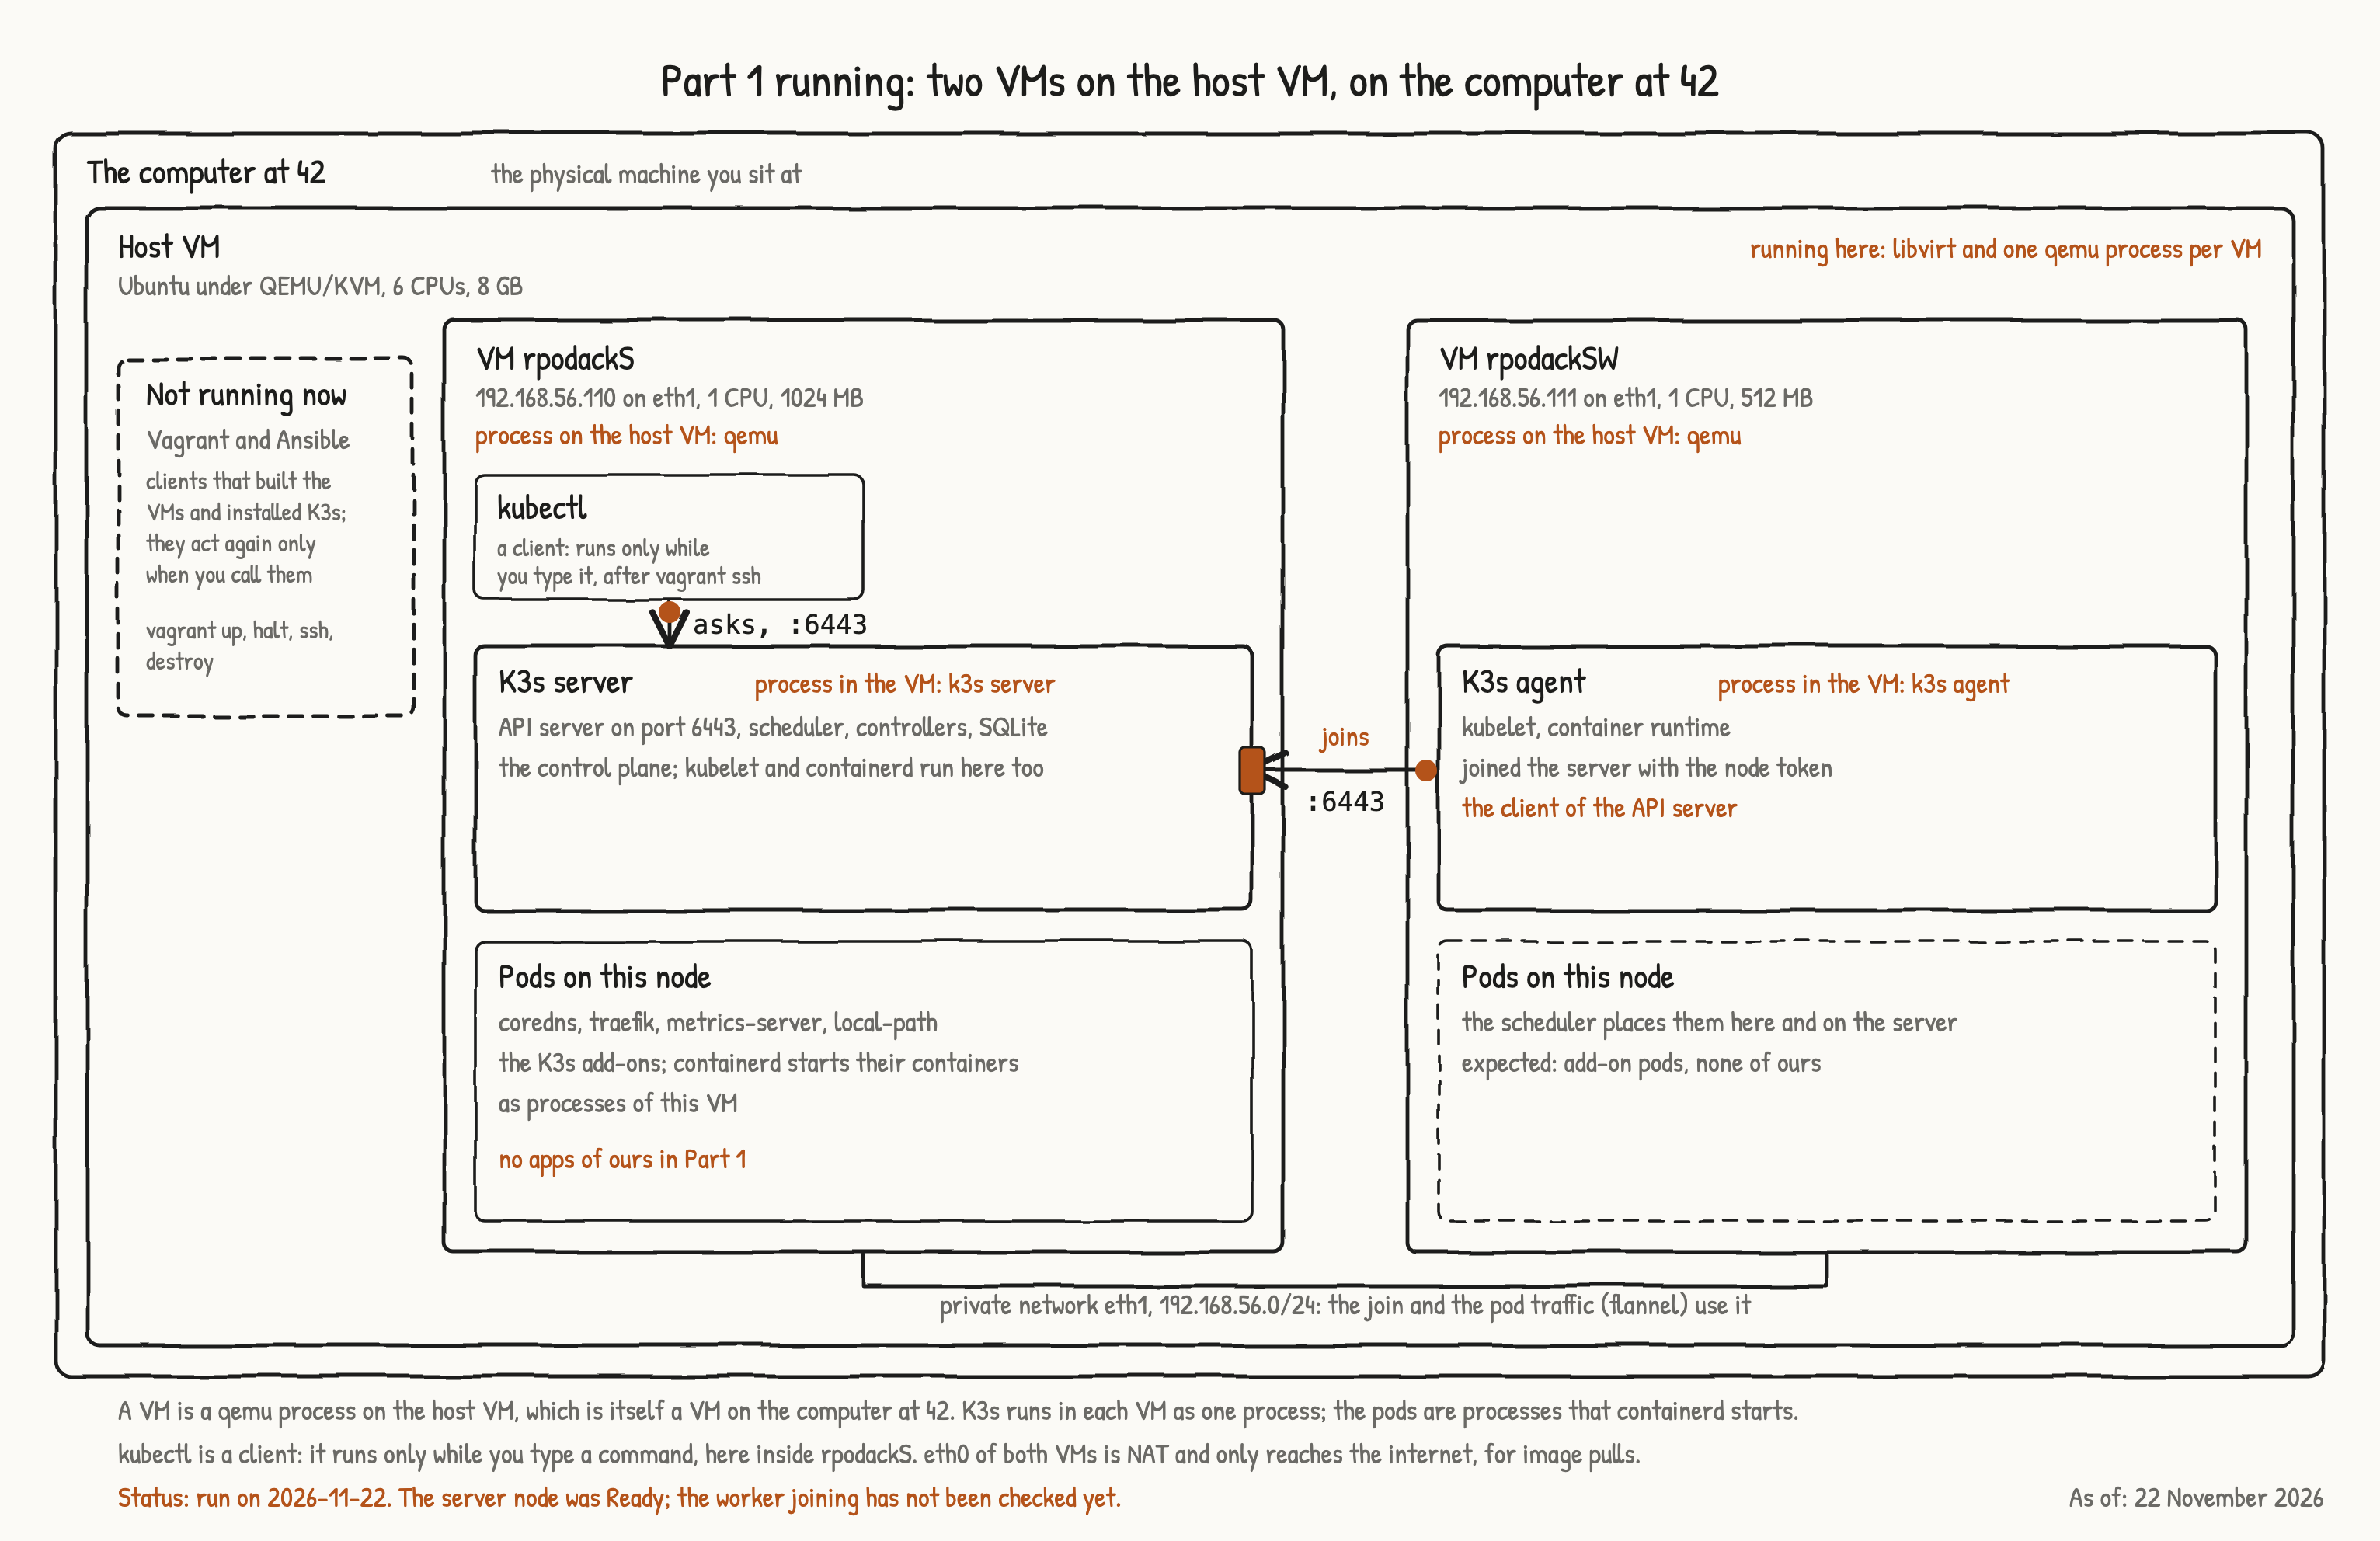 Part 1 running: two VMs on the host VM, on the computer at 42
The computer at 42
the physical machine you sit at
Host VM
running here: libvirt and one qemu process per VM
Ubuntu under QEMU/KVM, 6 CPUs, 8 GB
Not running now
Vagrant and Ansible
clients that built the
VMs and installed K3s;
they act again only
when you call them
vagrant up, halt, ssh,
destroy
VM rpodackS
192.168.56.110 on eth1, 1 CPU, 1024 MB
process on the host VM: qemu
kubectl
a client: runs only while
you type it, after vagrant ssh
asks, :6443
K3s server
process in the VM: k3s server
API server on port 6443, scheduler, controllers, SQLite
the control plane; kubelet and containerd run here too
Pods on this node
coredns, traefik, metrics-server, local-path
the K3s add-ons; containerd starts their containers
as processes of this VM
no apps of ours in Part 1
joins
:6443
VM rpodackSW
192.168.56.111 on eth1, 1 CPU, 512 MB
process on the host VM: qemu
K3s agent
process in the VM: k3s agent
kubelet, container runtime
joined the server with the node token
the client of the API server
Pods on this node
the scheduler places them here and on the server
expected: add-on pods, none of ours
private network eth1, 192.168.56.0/24: the join and the pod traffic (flannel) use it
A VM is a qemu process on the host VM, which is itself a VM on the computer at 42. K3s runs in each VM as one process; the pods are processes that containerd starts.
kubectl is a client: it runs only while you type a command, here inside rpodackS. eth0 of both VMs is NAT and only reaches the internet, for image pulls.
Status: run on 2026-11-22. The server node was Ready; the worker joining has not been checked yet.
As of: 22 November 2026